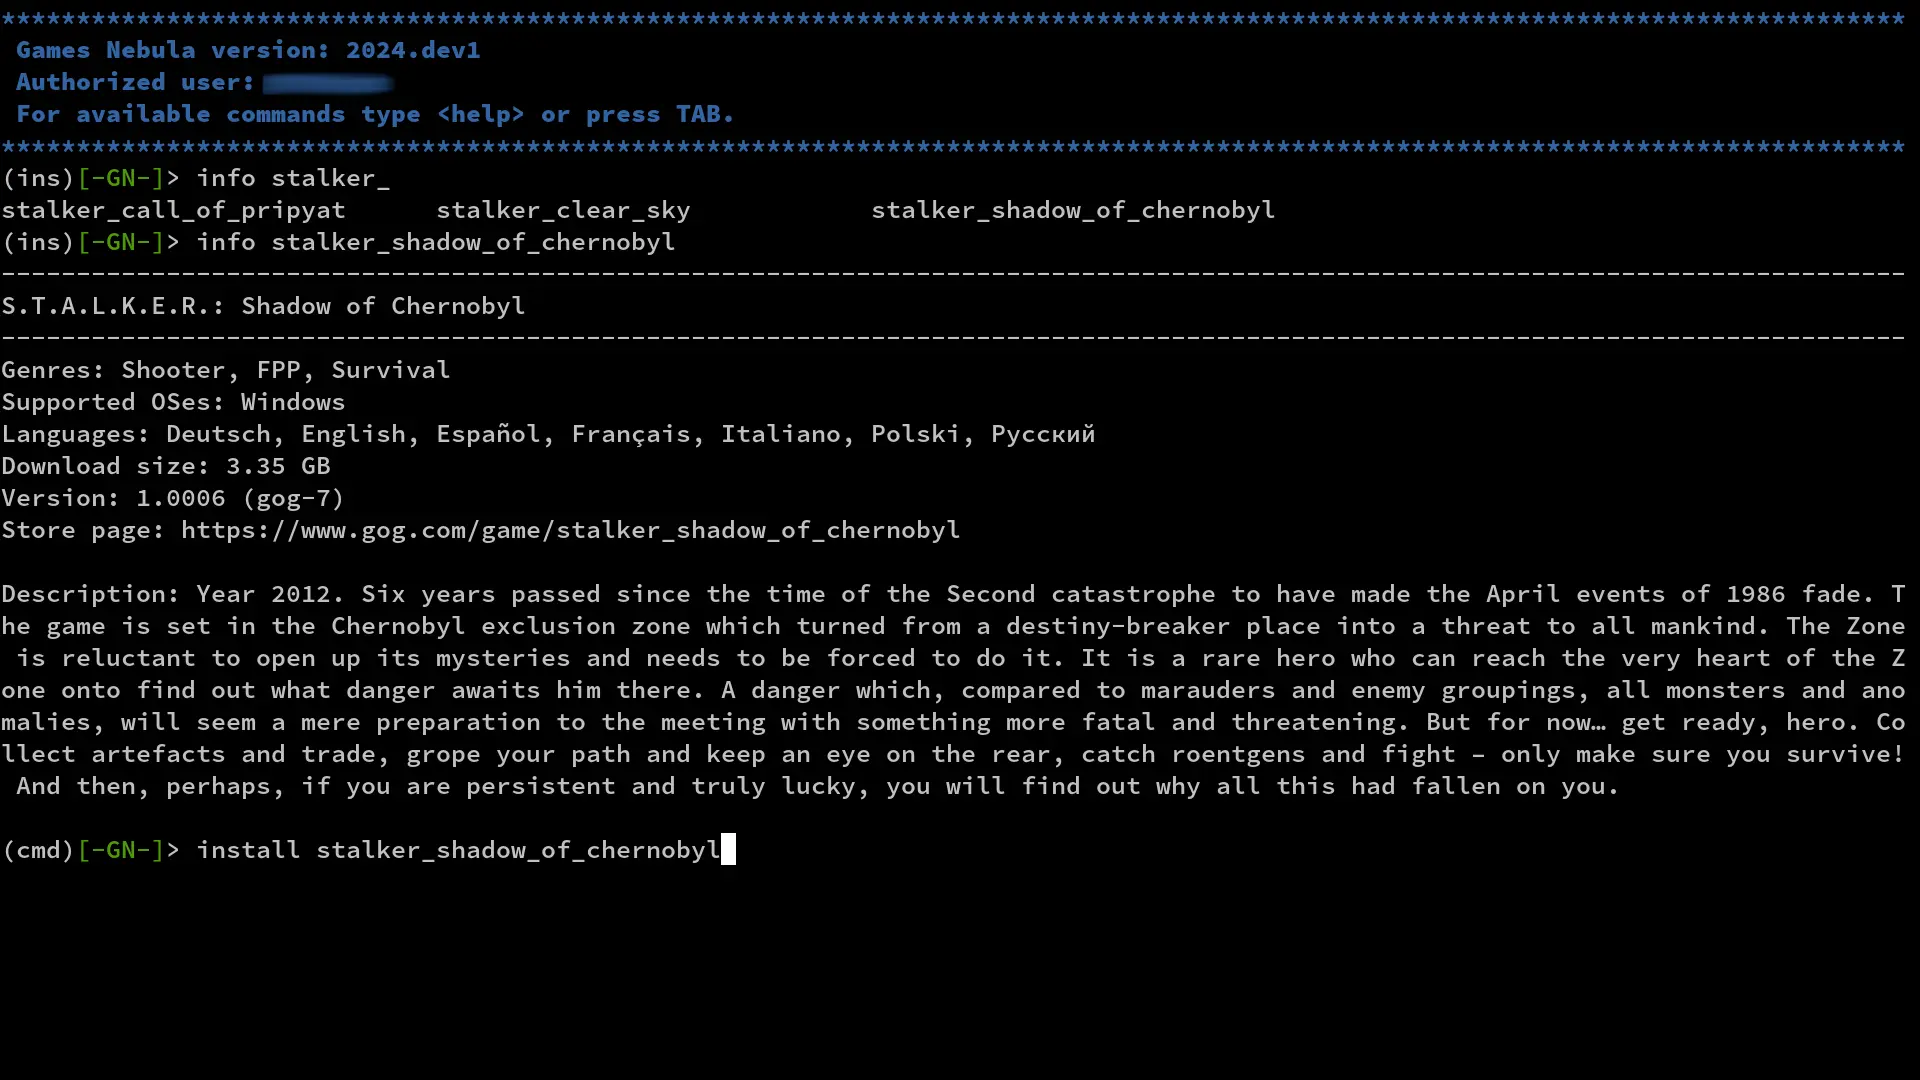 *******************************************************************************************************************************
Games Nebula version: 2024.dev1
Authorized user:
For available commands type <help> or press TAB.
*******************************************************************************************************************************
(ins)[-GN-]> info stalker_
stalker_call_of_pripyat      stalker_clear_sky            stalker_shadow_of_chernobyl
(ins)[-GN-]> info stalker_shadow_of_chernobyl
-------------------------------------------------------------------------------------------------------------------------------
S.T.A.L.K.E.R.: Shadow of Chernobyl
-------------------------------------------------------------------------------------------------------------------------------
Genres: Shooter, FPP, Survival
Supported OSes: Windows
Languages: Deutsch, English, Español, Français, Italiano, Polski, Русский
Download size: 3.35 GB
Version: 1.0006 (gog-7)
Store page: https://www.gog.com/game/stalker_shadow_of_chernobyl
Description: Year 2012. Six years passed since the time of the Second catastrophe to have made the April events of 1986 fade. T
he game is set in the Chernobyl exclusion zone which turned from a destiny-breaker place into a threat to all mankind. The Zone
 is reluctant to open up its mysteries and needs to be forced to do it. It is a rare hero who can reach the very heart of the Z
one onto find out what danger awaits him there. A danger which, compared to marauders and enemy groupings, all monsters and ano
malies, will seem a mere preparation to the meeting with something more fatal and threatening. But for now… get ready, hero. Co
llect artefacts and trade, grope your path and keep an eye on the rear, catch roentgens and fight – only make sure you survive!
 And then, perhaps, if you are persistent and truly lucky, you will find out why all this had fallen on you.
(cmd)[-GN-]> install stalker_shadow_of_chernobyl